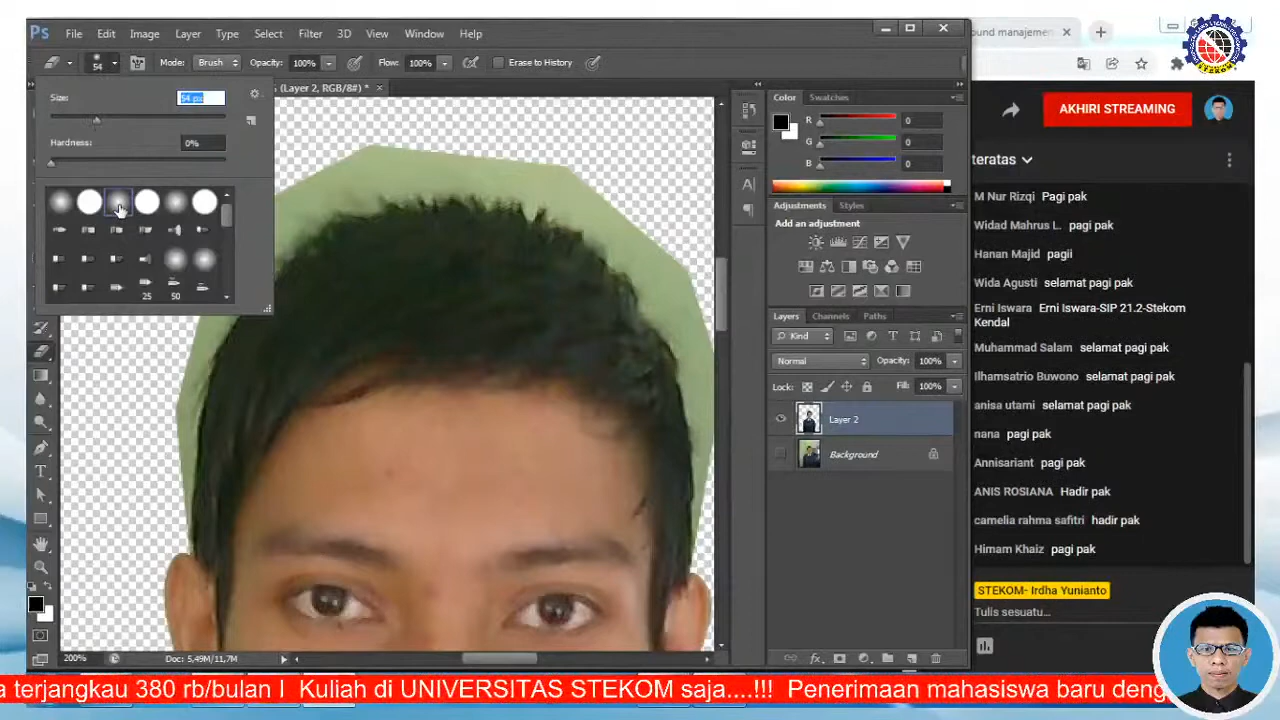 Ps File Edit Image Layer Type Select Filter 3D View Window Help
54 Mode: Brush Opacity: 100% Flow: 100% Erase to History
Size: 54 px
Hardness: 0%
25 50
(Layer 2, RGB/8#) *
Color Swatches
R 0
G 0
B 0
Adjustments Styles
Add an adjustment
Layers Channels Paths
Kind
Normal Opacity: 100%
Lock: Fill: 100%
Layer 2
Background
200% Doc: 5,49M/11,7M
ound manajemen
STEKOM
AKHIRI STREAMING
teratas
M Nur Rizqi Pagi pak
Widad Mahrus L. pagi pak
Hanan Majid pagii
Wida Agusti selamat pagi pak
Erni Iswara Erni Iswara-SIP 21.2-Stekom
Kendal
Muhammad Salam selamat pagi pak
Ilhamsatrio Buwono selamat pagi pak
anisa utami selamat pagi pak
nana pagi pak
Annisariant pagi pak
ANIS ROSIANA Hadir pak
camelia rahma safitri hadir pak
Himam Khaiz pagi pak
STEKOM- Irdha Yunianto
Tulis sesuatu...
a terjangkau 380 rb/bulan I Kuliah di UNIVERSITAS STEKOM saja....!!! Penerimaan mahasiswa baru deng